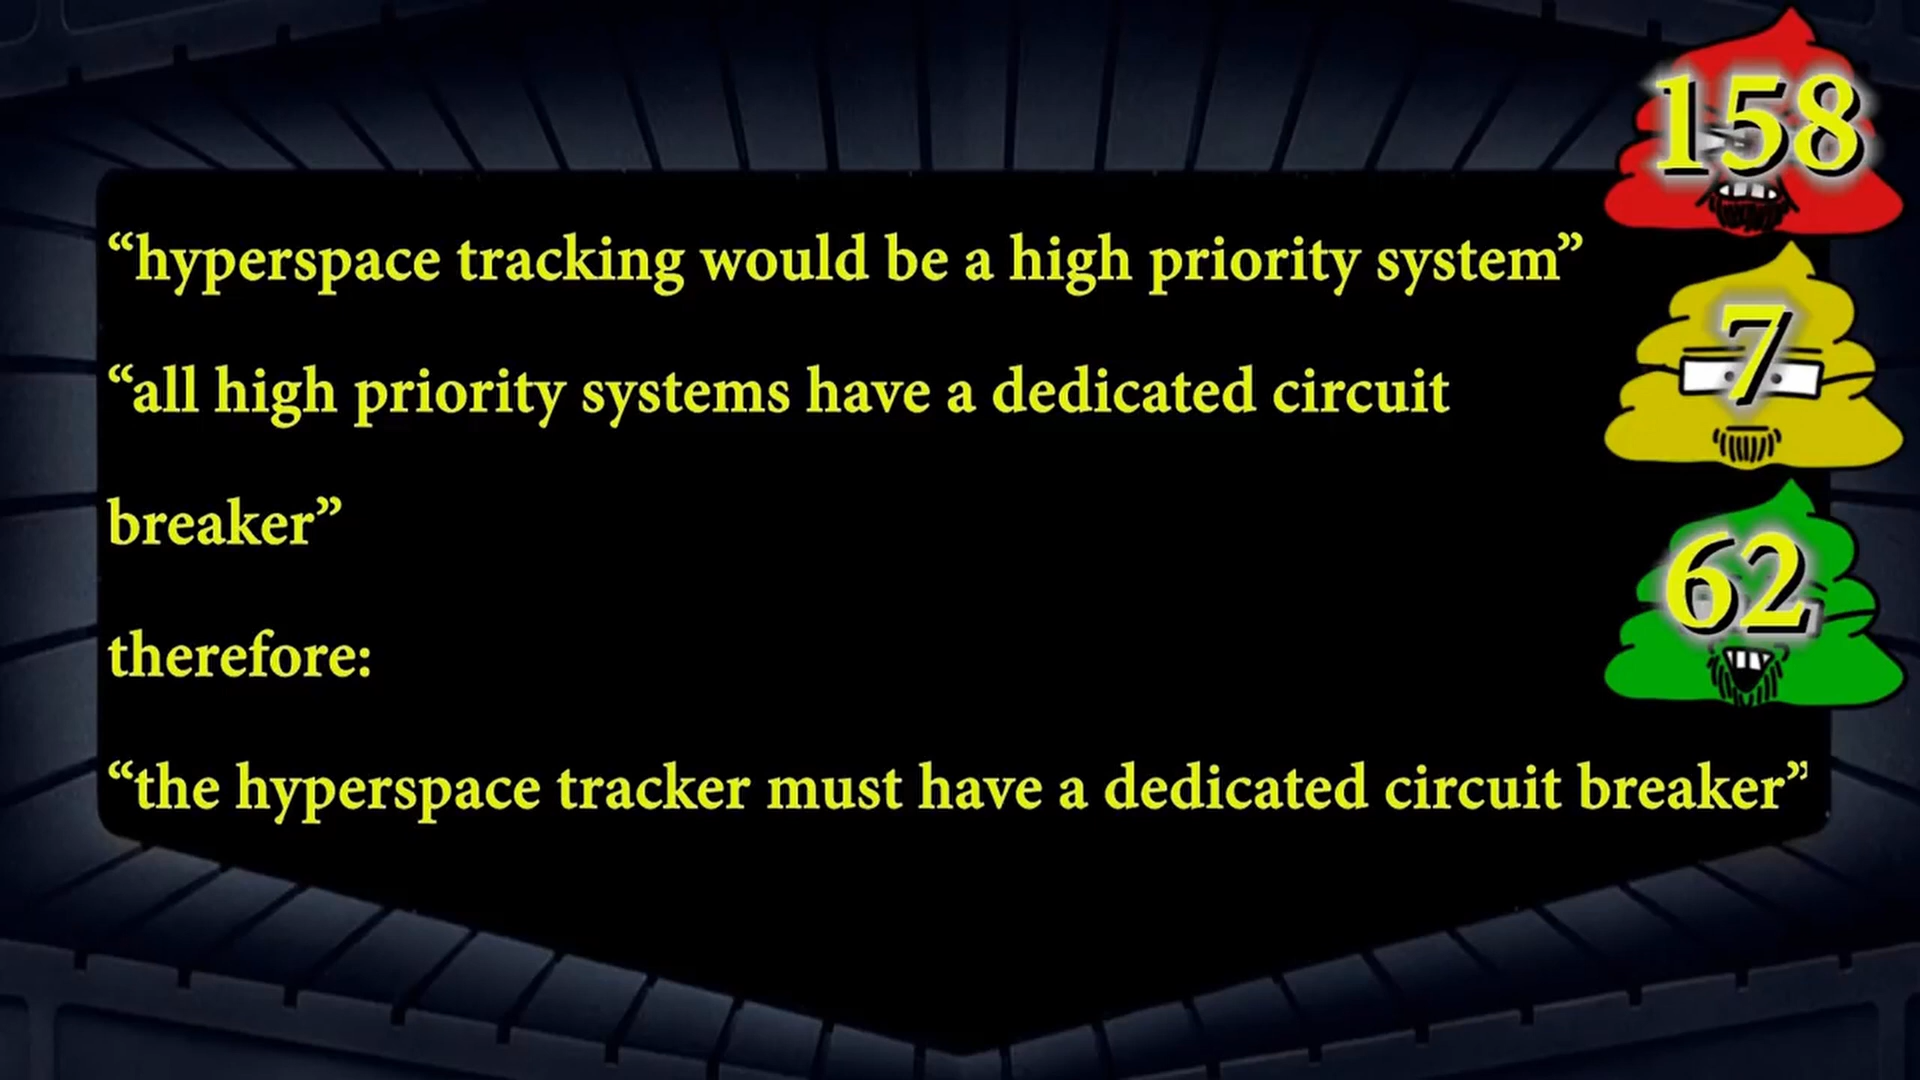 158
“hyperspace tracking would be a high priority system”
7
“all high priority systems have a dedicated circuit
breaker”
62
therefore:
“the hyperspace tracker must have a dedicated circuit breaker”